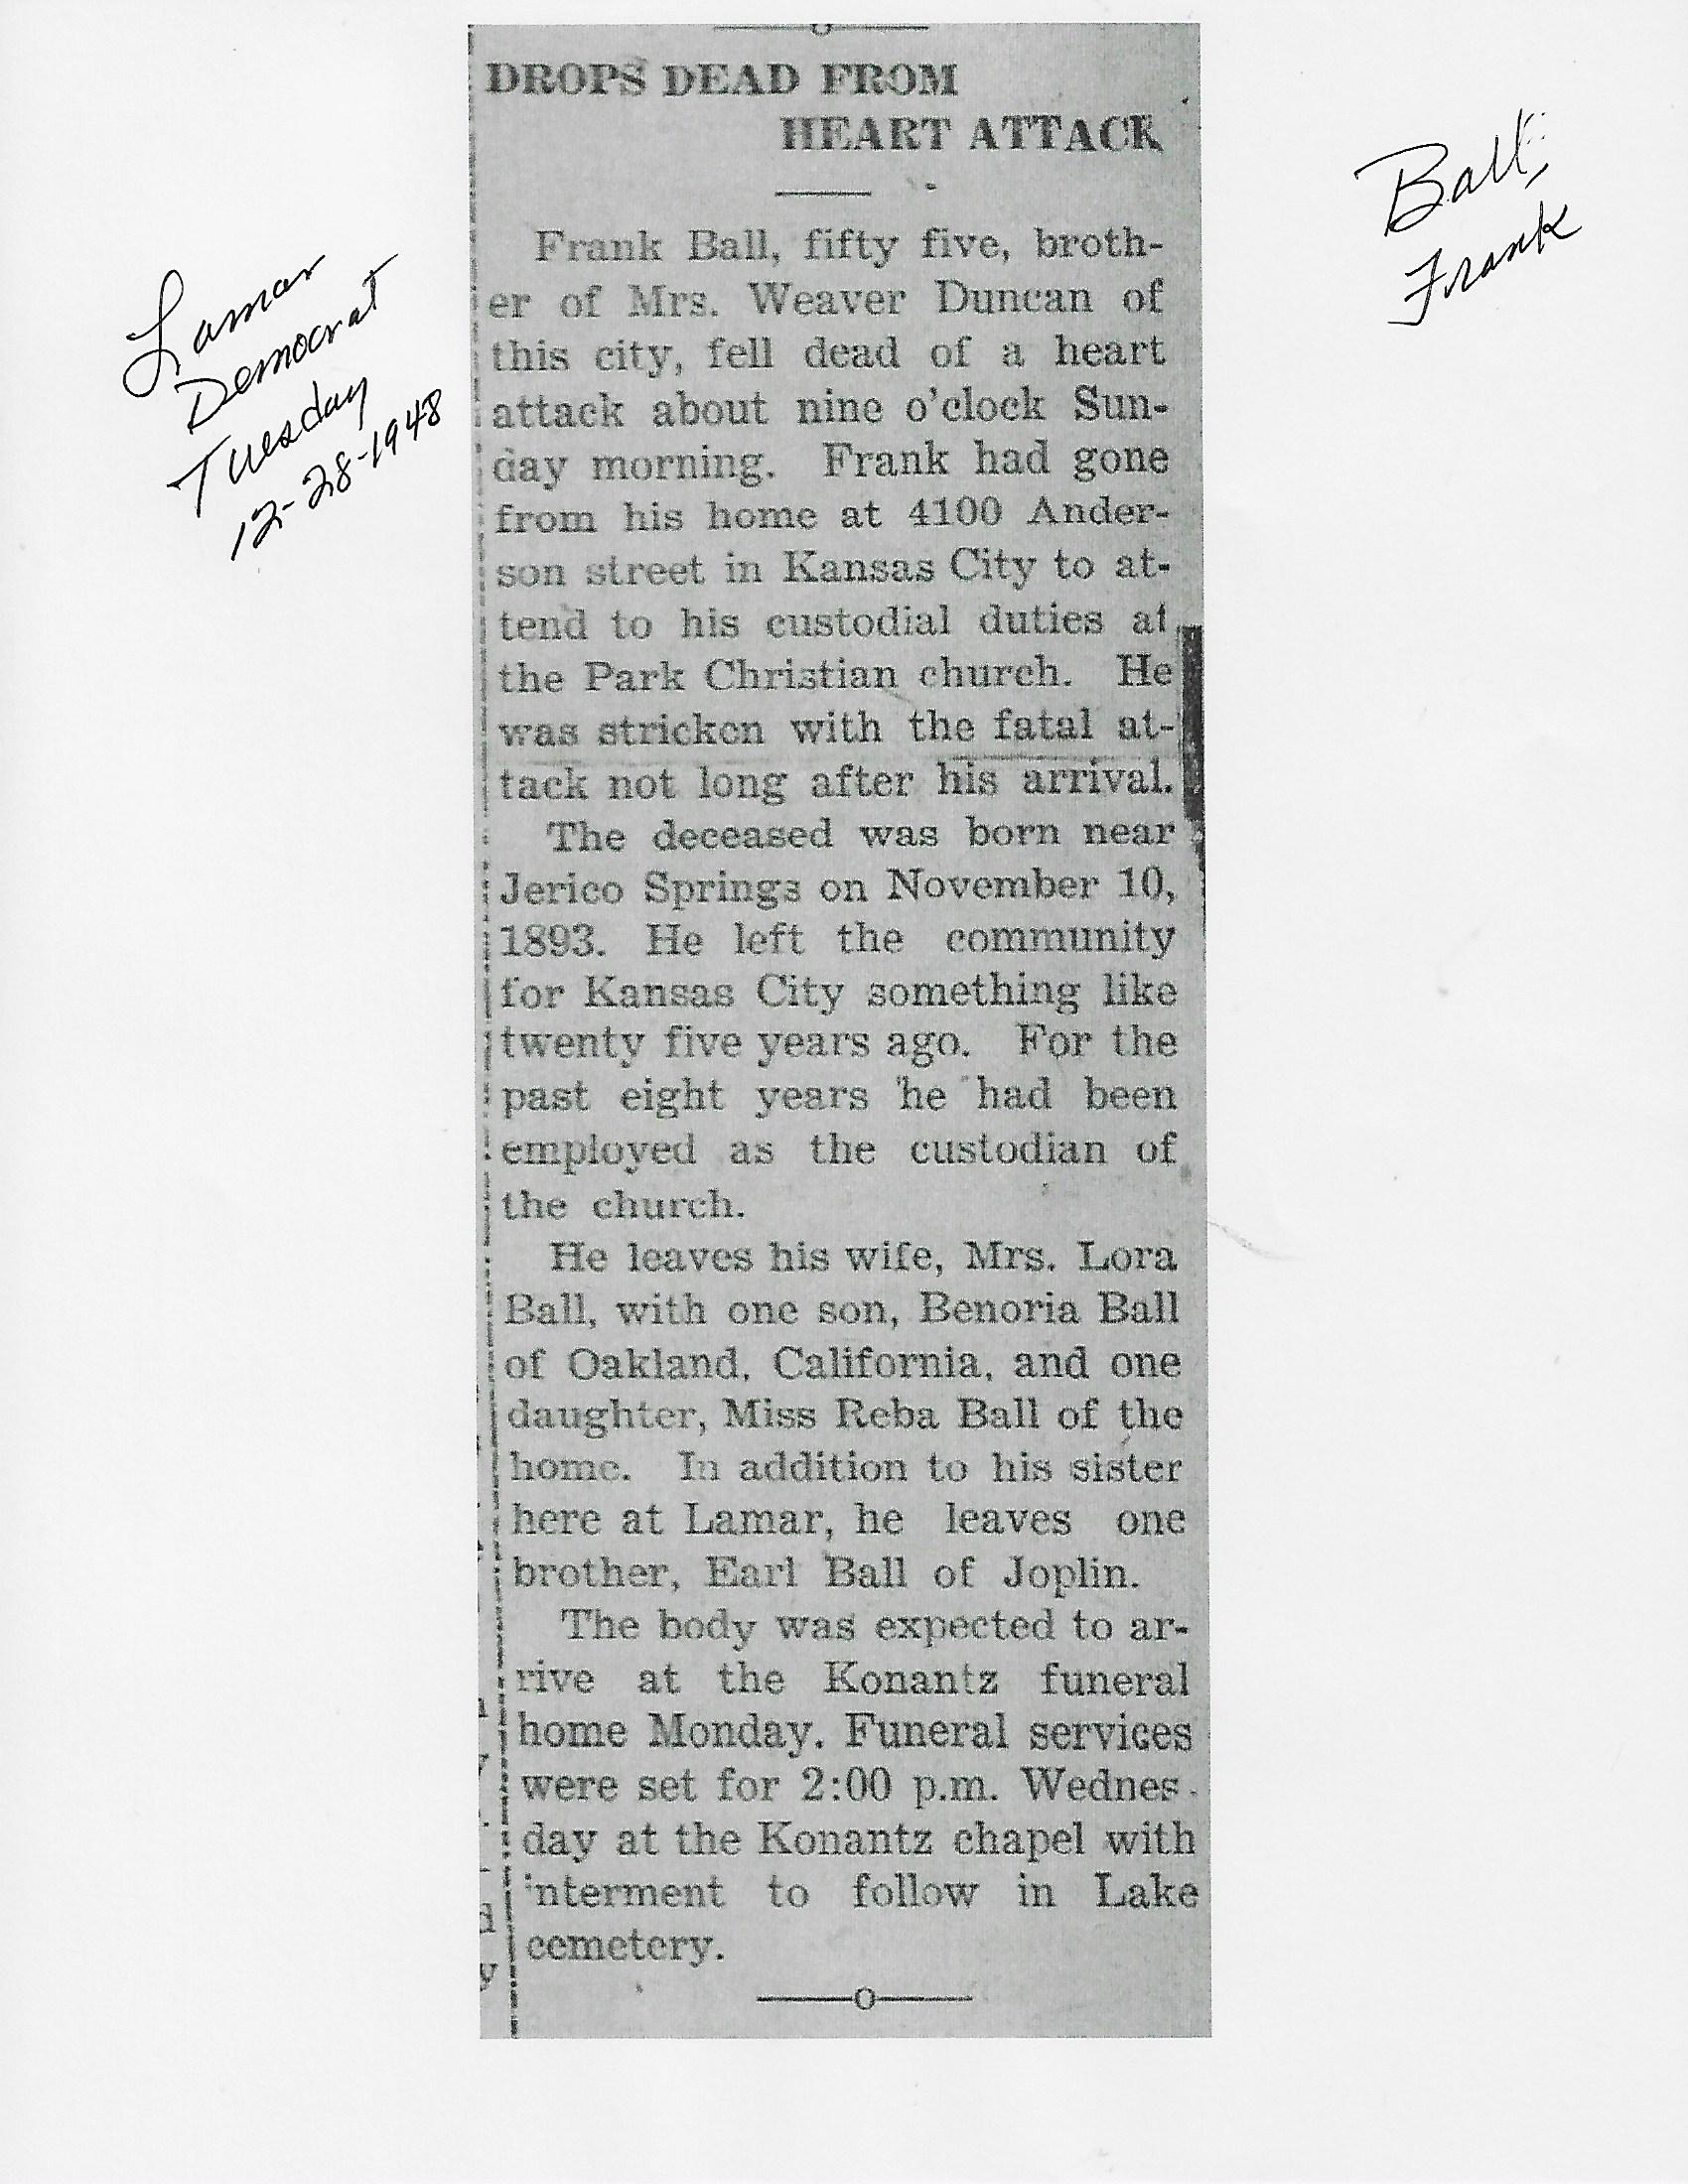 DROPS DEAD FROM
HEART ATTACK
Frank Ball, fifty five, broth-
er of Mrs. Weaver Duncan of
this city, fell dead of a heart
attack about nine o'clock Sun-
day morning. Frank had gone
from his home at 4100 Ander-
son street in Kansas City to at-
tend to his custodial duties at
the Park Christian church. He
was stricken with the fatal at-
tack not long after his arrival.
The deceased was born near
Jerico Springs on November 10,
1893. He left the community
for Kansas City something like
twenty five years ago. For the
past eight years he had been
employed as the custodian of
the church.
He leaves his wife, Mrs. Lora
Ball, with one son, Benoria Ball
of Oakland, California, and one
daughter, Miss Reba Ball of the
home. In addition to his sister
here at Lamar, he leaves one
brother, Earl Ball of Joplin.
The body was expected to ar-
rive at the Konantz funeral
home Monday. Funeral services
were set for 2:00 p.m. Wednes-
day at the Konantz chapel with
interment to follow in Lake
cemetery.
Lamar
Democrat
Tuesday
12-28-1948
Ball,
Frank